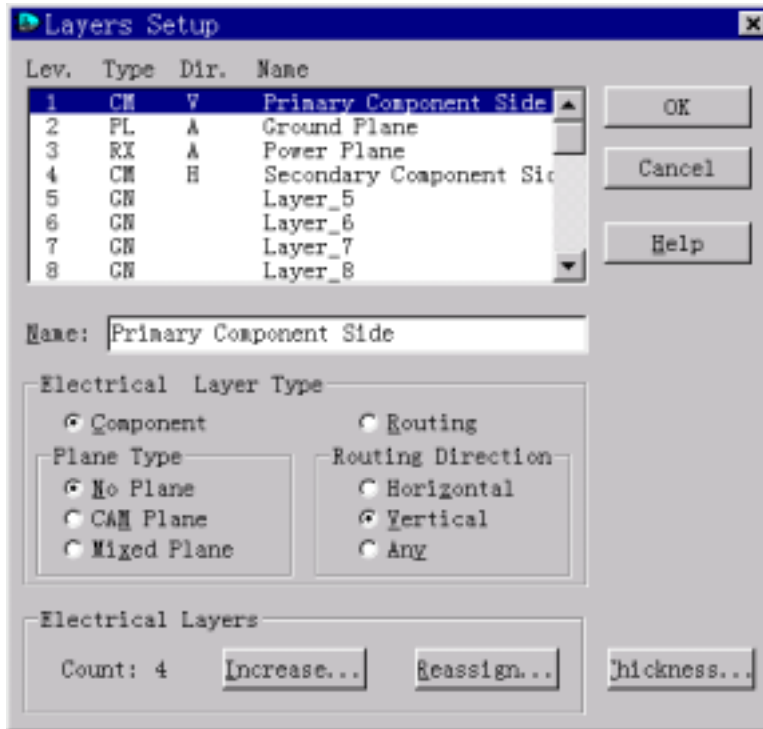 Layers Setup
Lev. Type Dir. Name
1 CM V Primary Component Side
2 PL A Ground Plane
3 RX A Power Plane
4 CM H Secondary Component Sid
5 GN Layer_5
6 GN Layer_6
7 GN Layer_7
8 GN Layer_8
OK
Cancel
Help
Name: Primary Component Side
Electrical Layer Type
Component Routing
Plane Type Routing Direction
No Plane Horizontal
CAM Plane Vertical
Mixed Plane Any
Electrical Layers
Count: 4 Increase... Reassign... Thickness...